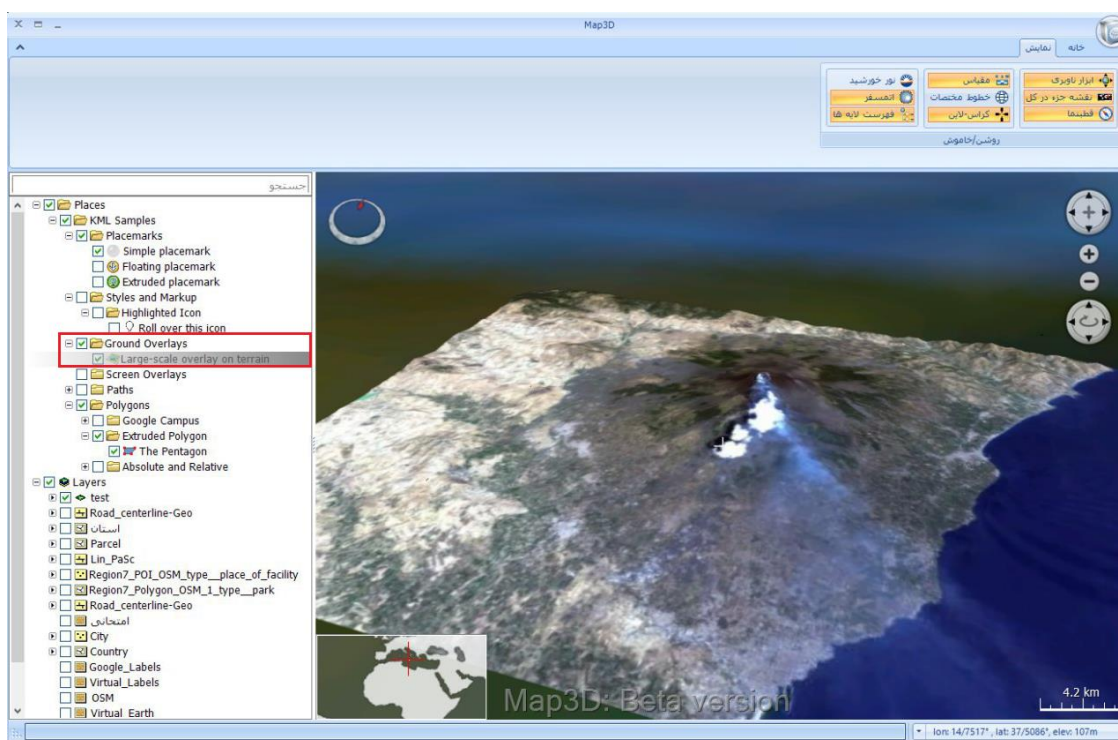 Map3D
خانه
نمایش
ابزار ناوبری
مقیاس
نور خورشید
نقشه جزء در کل
خطوط مختصات
اتمسفر
قطبنما
کراس-لاین
فهرست لایه ها
روشن/خاموش
جستجو
Places
KML Samples
Placemarks
Simple placemark
Floating placemark
Extruded placemark
Styles and Markup
Highlighted Icon
Roll over this icon
Ground Overlays
Large-scale overlay on terrain
Screen Overlays
Paths
Polygons
Google Campus
Extruded Polygon
The Pentagon
Absolute and Relative
Layers
test
Road_centerline-Geo
استان
Parcel
Lin_PaSc
Region7_POI_OSM_type__place_of_facility
Region7_Polygon_OSM_1_type__park
Road_centerline-Geo
امتحانی
City
Country
Google_Labels
Virtual_Labels
OSM
Virtual_Earth
Map3D: Beta version
4.2 km
lon: 14/7517° , lat: 37/5086°, elev: 107m